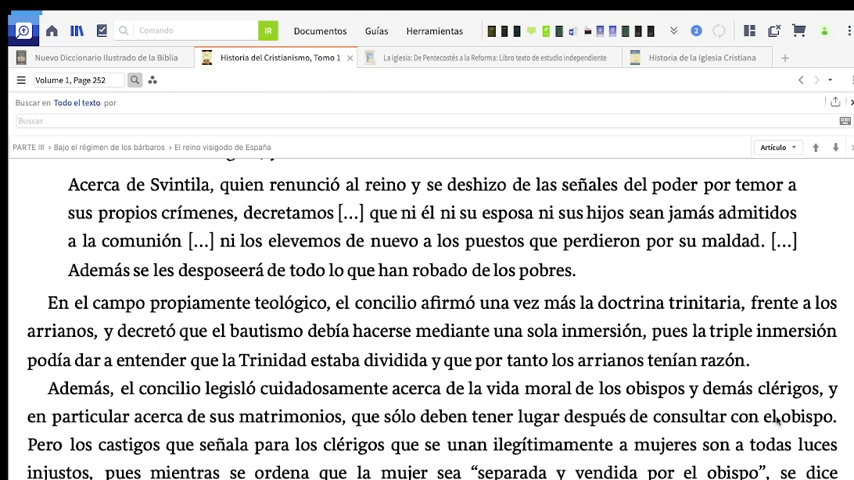 Comando
IR
Documentos
Guías
Herramientas
2
Nuevo Diccionario Ilustrado de la Biblia
Historia del Cristianismo, Tomo 1
La iglesia: De Pentecostés a la Reforma: Libro texto de estudio independiente
Historia de la Iglesia Cristiana
Volume 1, Page 252
Buscar en Todo el texto por
Buscar
PARTE III › Bajo el régimen de los bárbaros › El reino visigodo de España
Artículo
Acerca de Svintila, quien renunció al reino y se deshizo de las señales del poder por temor a
sus propios crímenes, decretamos [...] que ni él ni su esposa ni sus hijos sean jamás admitidos
a la comunión [...] ni los elevemos de nuevo a los puestos que perdieron por su maldad. [...]
Además se les desposeerá de todo lo que han robado de los pobres.
En el campo propiamente teológico, el concilio afirmó una vez más la doctrina trinitaria, frente a los
arrianos, y decretó que el bautismo debía hacerse mediante una sola inmersión, pues la triple inmersión
podía dar a entender que la Trinidad estaba dividida y que por tanto los arrianos tenían razón.
Además, el concilio legisló cuidadosamente acerca de la vida moral de los obispos y demás clérigos, y
en particular acerca de sus matrimonios, que sólo deben tener lugar después de consultar con el obispo.
Pero los castigos que señala para los clérigos que se unan ilegítimamente a mujeres son a todas luces
injustos, pues mientras se ordena que la mujer sea “separada y vendida por el obispo”, se dice